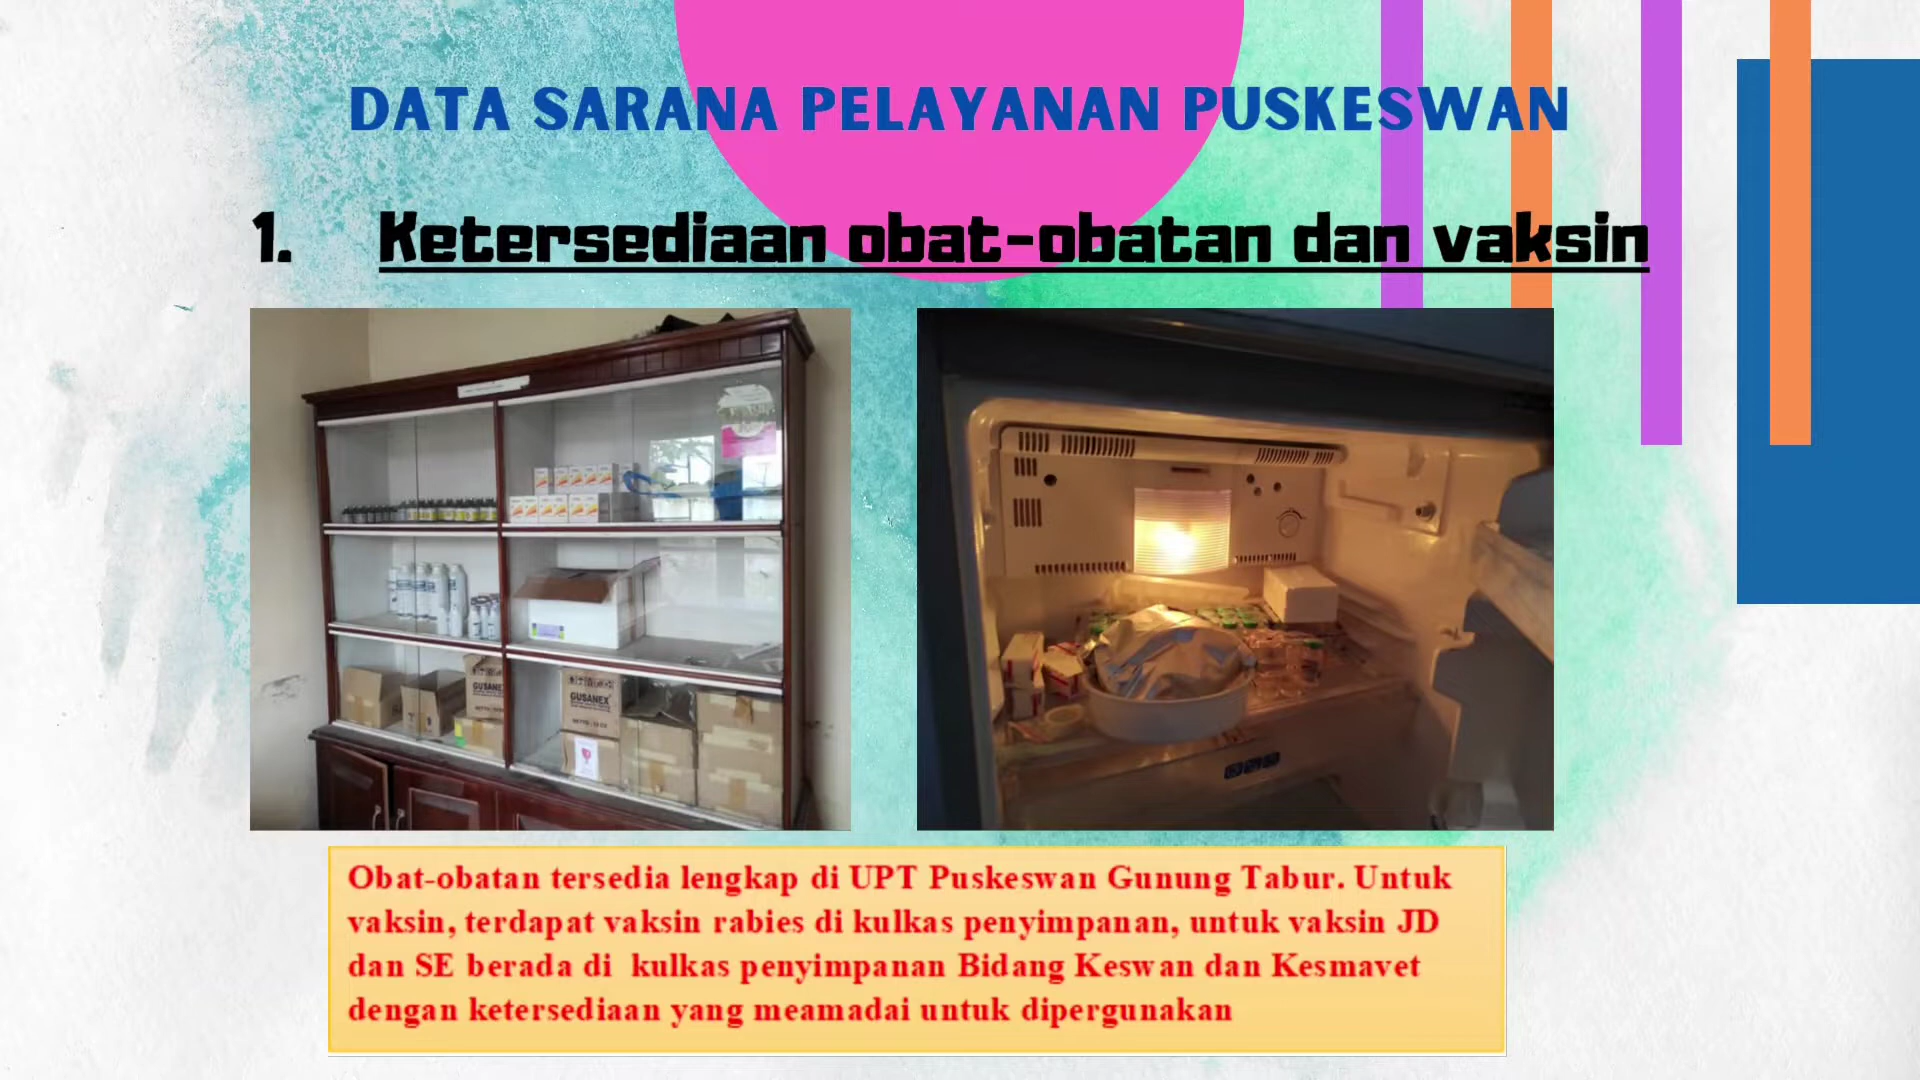 DATA SARANA PELAYANAN PUSKESWAN
1. Ketersediaan obat-obatan dan vaksin
GUSANEX
GUSANEX
Obat-obatan tersedia lengkap di UPT Puskeswan Gunung Tabur. Untuk
vaksin, terdapat vaksin rabies di kulkas penyimpanan, untuk vaksin JD
dan SE berada di kulkas penyimpanan Bidang Keswan dan Kesmavet
dengan ketersediaan yang meamadai untuk dipergunakan